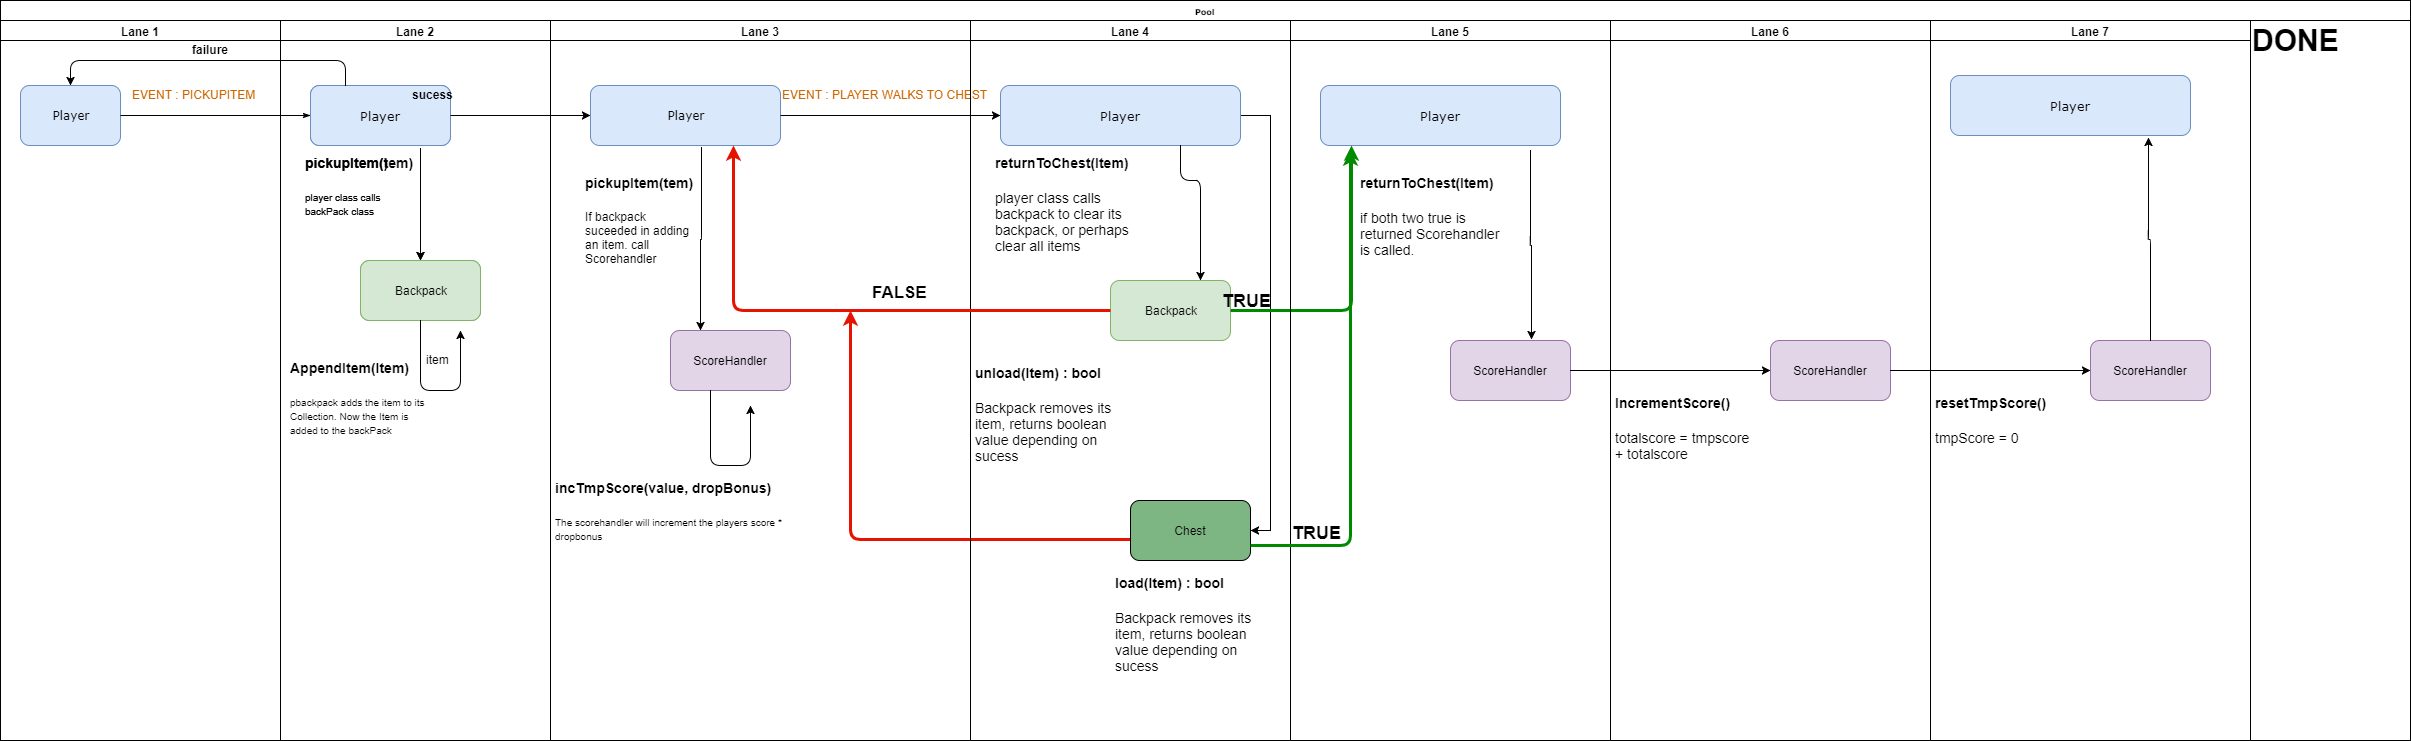 Pool
Lane 1
Lane 2
Lane 3
Lane 4
Lane 5
Lane 6
Lane 7
DONE
failure
Player
EVENT : PICKUPITEM
Player
sucess
pickupItem(tem)
player class calls
backPack class
Backpack
item
AppendItem(Item)
pbackpack adds the item to its
Collection. Now the Item is
added to the backPack
Player
EVENT : PLAYER WALKS TO CHEST
pickupItem(tem)
If backpack
suceeded in adding
an item. call
Scorehandler
FALSE
ScoreHandler
incTmpScore(value, dropBonus)
The scorehandler will increment the players score *
dropbonus
Player
returnToChest(Item)
player class calls
backpack to clear its
backpack, or perhaps
clear all items
Backpack
TRUE
unload(Item) : bool
Backpack removes its
item, returns boolean
value depending on
sucess
Chest
TRUE
load(Item) : bool
Backpack removes its
item, returns boolean
value depending on
sucess
Player
returnToChest(Item)
if both two true is
returned Scorehandler
is called.
ScoreHandler
ScoreHandler
IncrementScore()
totalscore = tmpscore
+ totalscore
Player
ScoreHandler
resetTmpScore()
tmpScore = 0